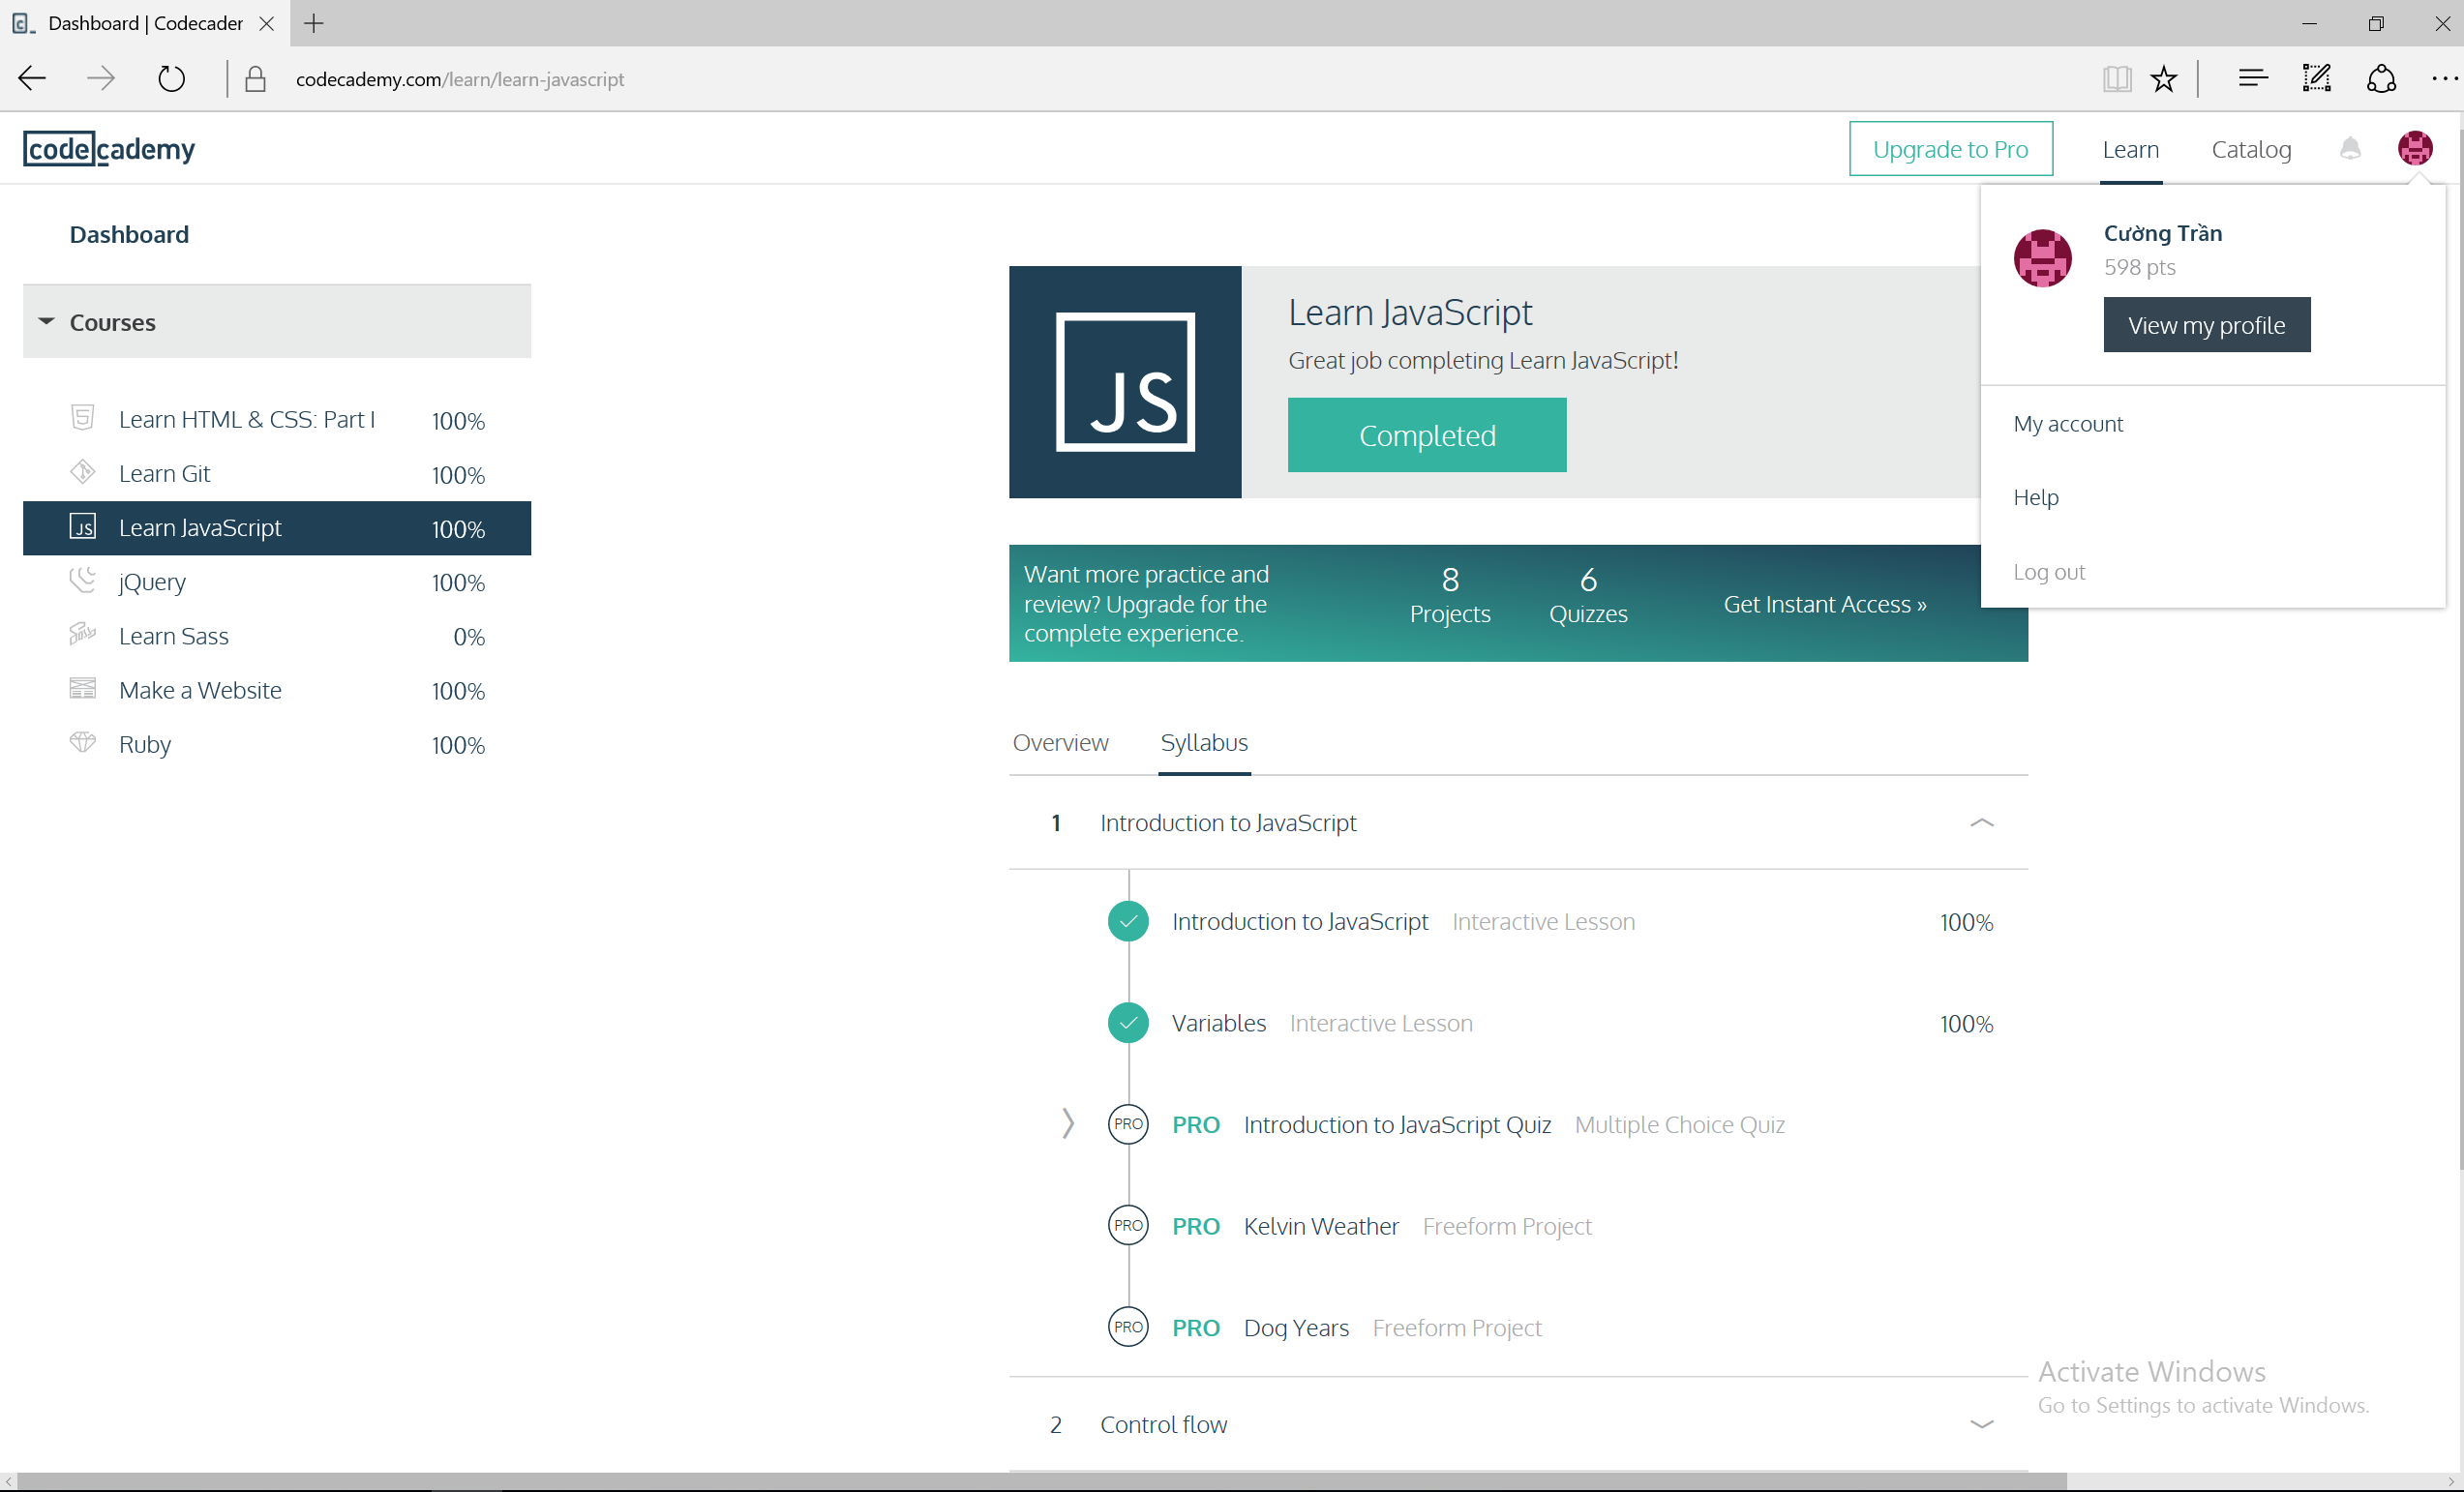 Dashboard | Codecader
codecademy.com/learn/learn-javascript
codecademy
Upgrade to Pro
Learn
Catalog
Cường Trần
598 pts
View my profile
My account
Help
Log out
Dashboard
Courses
Learn HTML & CSS: Part I 100%
Learn Git 100%
JS Learn JavaScript 100%
jQuery 100%
Sass Learn Sass 0%
Make a Website 100%
Ruby 100%
JS
Learn JavaScript
Great job completing Learn JavaScript!
Completed
Want more practice and
review? Upgrade for the
complete experience.
8
Projects
6
Quizzes
Get Instant Access »
Overview
Syllabus
1 Introduction to JavaScript
Introduction to JavaScript Interactive Lesson 100%
Variables Interactive Lesson 100%
PRO PRO Introduction to JavaScript Quiz Multiple Choice Quiz
PRO PRO Kelvin Weather Freeform Project
PRO PRO Dog Years Freeform Project
2 Control flow
Activate Windows
Go to Settings to activate Windows.